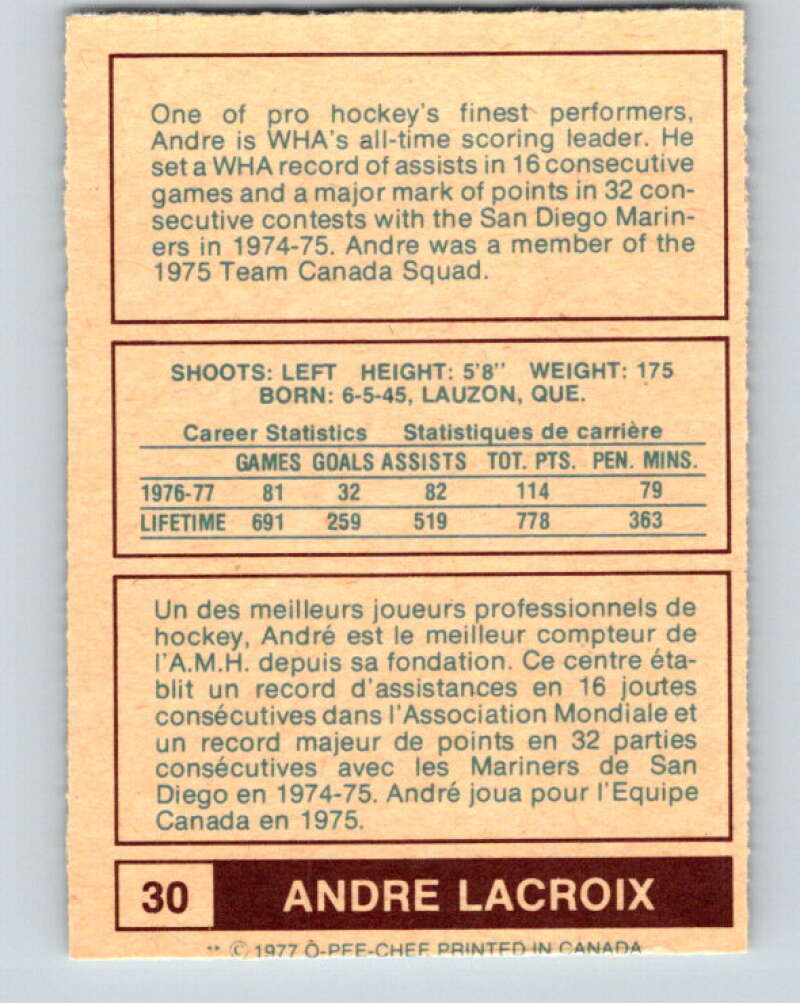 One of pro hockey's finest performers,
Andre is WHA's all-time scoring leader. He
set a WHA record of assists in 16 consecutive
games and a major mark of points in 32 con-
secutive contests with the San Diego Marin-
ers in 1974-75. Andre was a member of the
1975 Team Canada Squad.
SHOOTS: LEFT HEIGHT: 5'8" WEIGHT: 175
BORN: 6-5-45, LAUZON, QUE.
Career Statistics Statistiques de carrière
GAMES GOALS ASSISTS TOT. PTS. PEN. MINS.
1976-77 81 32 82 114 79
LIFETIME 691 259 519 778 363
Un des meilleurs joueurs professionnels de
hockey, André est le meilleur compteur de
l'A.M.H. depuis sa fondation. Ce centre éta-
blit un record d'assistances en 16 joutes
consécutives dans l'Association Mondiale et
un record majeur de points en 32 parties
consécutives avec les Mariners de San
Diego en 1974-75. André joua pour l'Equipe
Canada en 1975.
30 ANDRE LACROIX
** © 1977 O-PEE-CHEE PRINTED IN CANADA